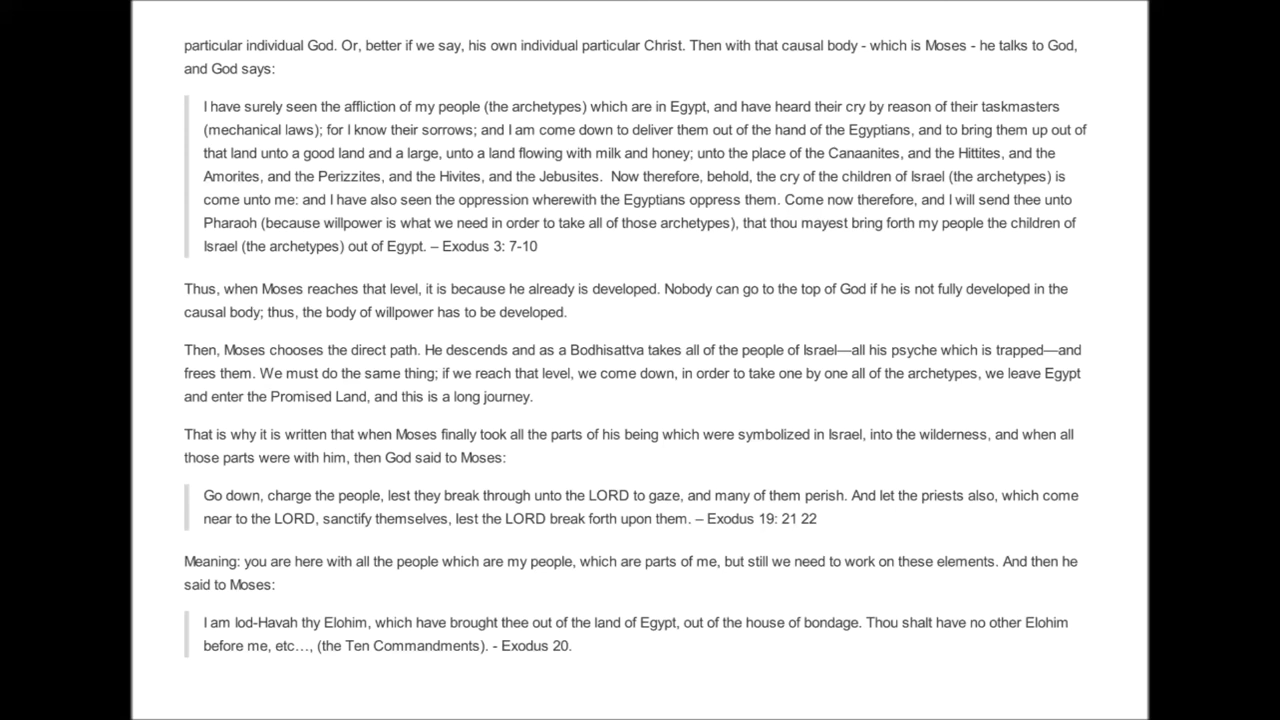 particular individual God. Or, better if we say, his own individual particular Christ. Then with that causal body - which is Moses - he talks to God,
and God says:
I have surely seen the affliction of my people (the archetypes) which are in Egypt, and have heard their cry by reason of their taskmasters
(mechanical laws); for I know their sorrows; and I am come down to deliver them out of the hand of the Egyptians, and to bring them up out of
that land unto a good land and a large, unto a land flowing with milk and honey; unto the place of the Canaanites, and the Hittites, and the
Amorites, and the Perizzites, and the Hivites, and the Jebusites.  Now therefore, behold, the cry of the children of Israel (the archetypes) is
come unto me: and I have also seen the oppression wherewith the Egyptians oppress them. Come now therefore, and I will send thee unto
Pharaoh (because willpower is what we need in order to take all of those archetypes), that thou mayest bring forth my people the children of
Israel (the archetypes) out of Egypt. – Exodus 3: 7-10
Thus, when Moses reaches that level, it is because he already is developed. Nobody can go to the top of God if he is not fully developed in the
causal body; thus, the body of willpower has to be developed.
Then, Moses chooses the direct path. He descends and as a Bodhisattva takes all of the people of Israel—all his psyche which is trapped—and
frees them. We must do the same thing; if we reach that level, we come down, in order to take one by one all of the archetypes, we leave Egypt
and enter the Promised Land, and this is a long journey.
That is why it is written that when Moses finally took all the parts of his being which were symbolized in Israel, into the wilderness, and when all
those parts were with him, then God said to Moses:
Go down, charge the people, lest they break through unto the LORD to gaze, and many of them perish. And let the priests also, which come
near to the LORD, sanctify themselves, lest the LORD break forth upon them. – Exodus 19: 21 22
Meaning: you are here with all the people which are my people, which are parts of me, but still we need to work on these elements. And then he
said to Moses:
I am Iod-Havah thy Elohim, which have brought thee out of the land of Egypt, out of the house of bondage. Thou shalt have no other Elohim
before me, etc…, (the Ten Commandments). - Exodus 20.